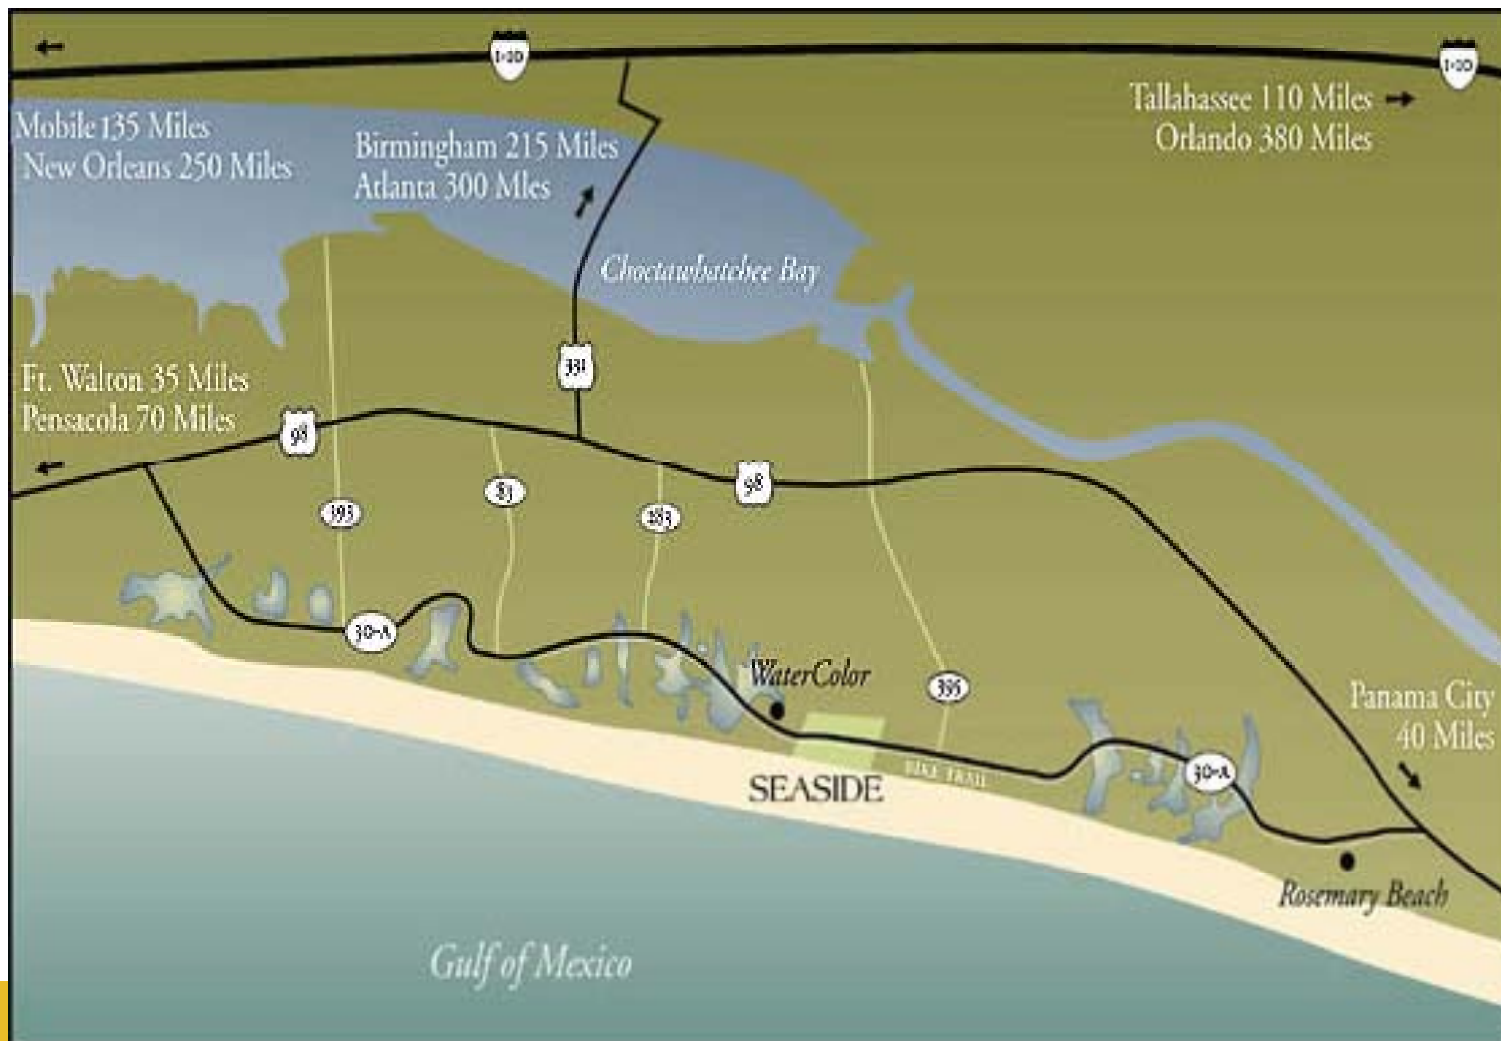 I-10
I-10
Tallahassee 110 Miles
Orlando 380 Miles
Mobile 135 Miles
New Orleans 250 Miles
Birmingham 215 Miles
Atlanta 300 Mles
Choctawhatchee Bay
331
Ft. Walton 35 Miles
Pensacola 70 Miles
98
98
393
83
283
30-A
WaterColor
395
Panama City
40 Miles
BIKE TRAIL
30-A
SEASIDE
Rosemary Beach
Gulf of Mexico